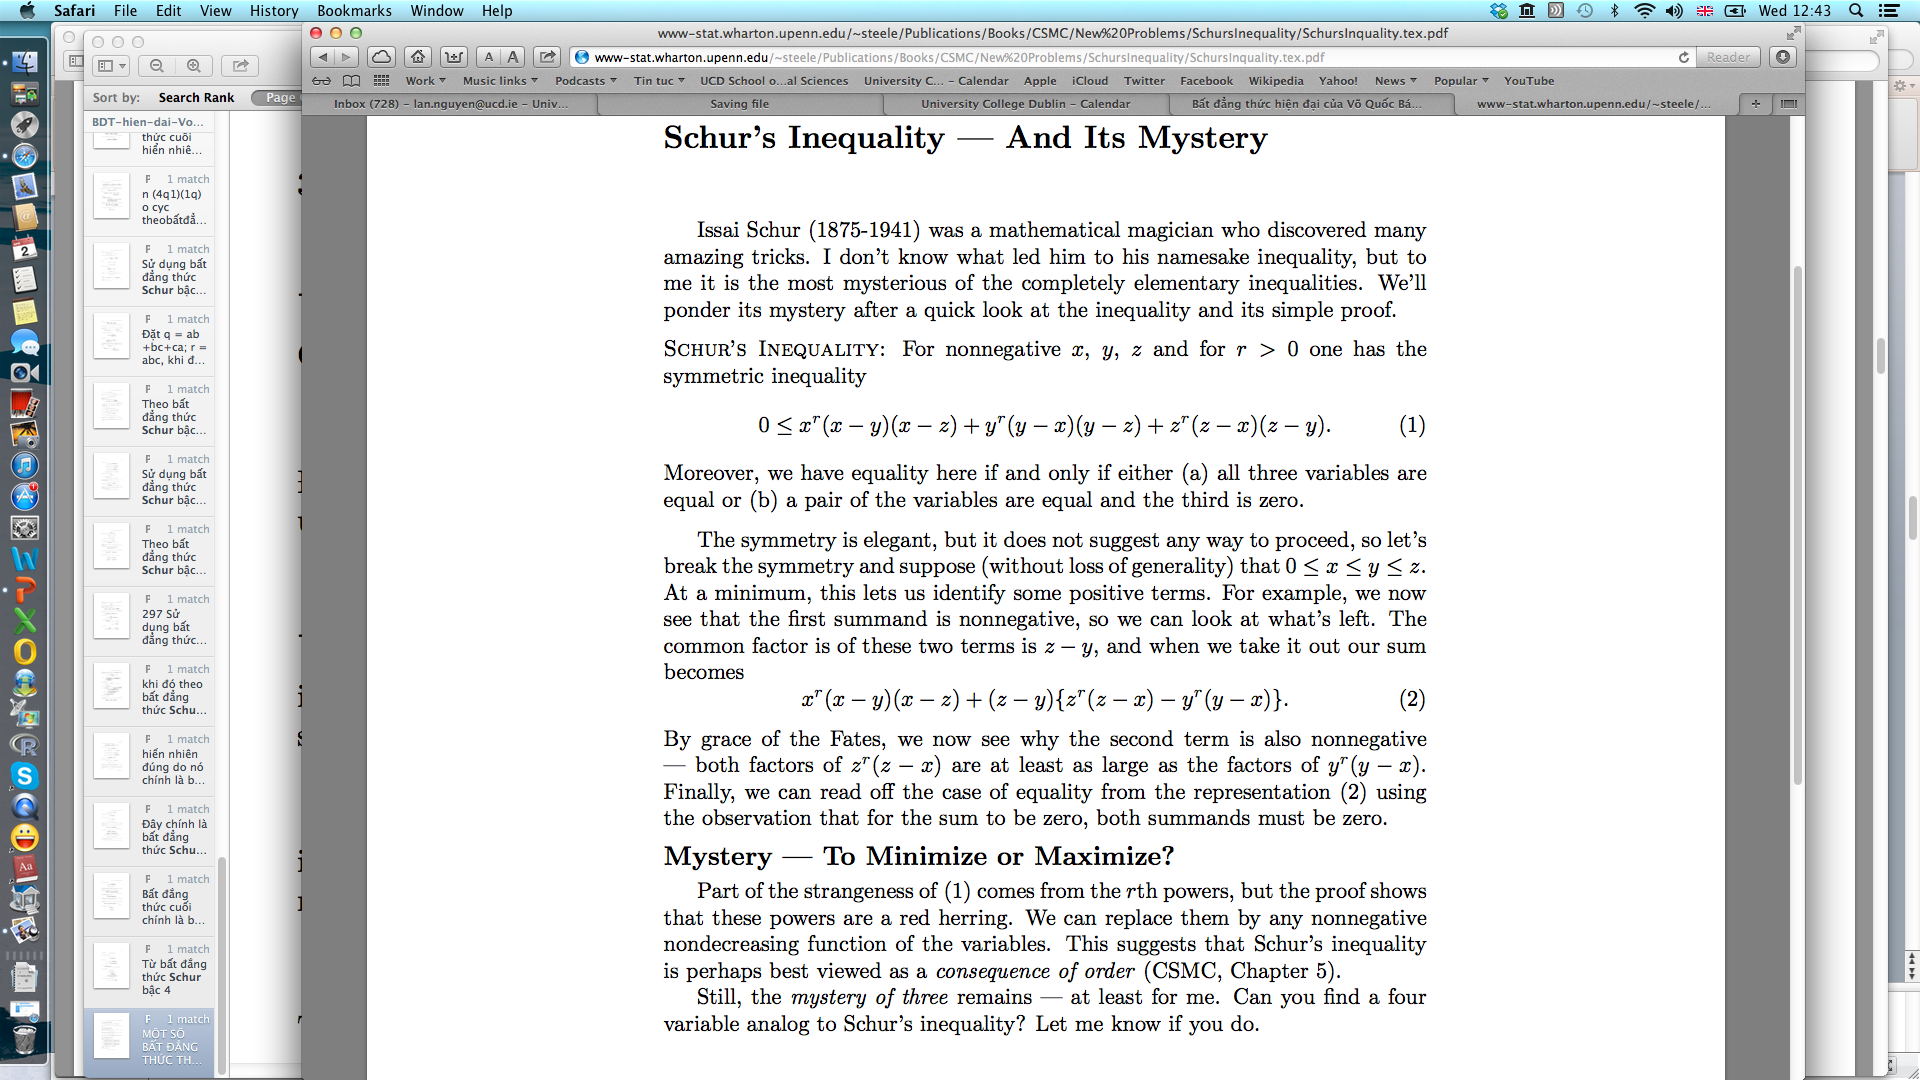 Safari File Edit View History Bookmarks Window Help Wed 12:43
www-stat.wharton.upenn.edu/~steele/Publications/Books/CSMC/New%20Problems/SchursInequality/SchursInquality.tex.pdf
A A www-stat.wharton.upenn.edu/~steele/Publications/Books/CSMC/New%20Problems/SchursInequality/SchursInquality.tex.pdf Reader
Work Music links Podcasts Tin tuc UCD School o...al Sciences University C... – Calendar Apple iCloud Twitter Facebook Wikipedia Yahoo! News Popular YouTube
Inbox (728) – lan.nguyen@ucd.ie – Univ... Saving file University College Dublin – Calendar Bất đẳng thức hiện đại của Võ Quốc Bá... www-stat.wharton.upenn.edu/~steele/...
Sort by: Search Rank Page
BDT-hien-dai-Vo...
thức cuối
hiển nhiê...
1 match
n (4q1)(1q)
o cyc
theobấtđẳ...
1 match
Sử dụng bất
đẳng thức
Schur bậc...
1 match
Đặt q = ab
+bc+ca; r =
abc, khi đ...
1 match
Theo bất
đẳng thức
Schur bậc...
1 match
Sử dụng bất
đẳng thức
Schur bậc...
1 match
Theo bất
đẳng thức
Schur bậc...
1 match
297 Sử
dụng bất
đẳng thức...
1 match
khi đó theo
bất đẳng
thức Schu...
1 match
hiển nhiên
đúng do nó
chính là b...
1 match
Đây chính là
bất đẳng
thức Schu...
1 match
Bất đẳng
thức cuối
chính là b...
1 match
Từ bất đẳng
thức Schur
bậc 4
1 match
MỘT SỐ
BẤT ĐẲNG
THỨC TH...
Schur's Inequality — And Its Mystery
Issai Schur (1875-1941) was a mathematical magician who discovered many
amazing tricks. I don't know what led him to his namesake inequality, but to
me it is the most mysterious of the completely elementary inequalities. We'll
ponder its mystery after a quick look at the inequality and its simple proof.
Schur's Inequality: For nonnegative x, y, z and for r > 0 one has the
symmetric inequality
0 ≤ x^r(x − y)(x − z) + y^r(y − x)(y − z) + z^r(z − x)(z − y). (1)
Moreover, we have equality here if and only if either (a) all three variables are
equal or (b) a pair of the variables are equal and the third is zero.
The symmetry is elegant, but it does not suggest any way to proceed, so let's
break the symmetry and suppose (without loss of generality) that 0 ≤ x ≤ y ≤ z.
At a minimum, this lets us identify some positive terms. For example, we now
see that the first summand is nonnegative, so we can look at what's left. The
common factor is of these two terms is z − y, and when we take it out our sum
becomes
x^r(x − y)(x − z) + (z − y){z^r(z − x) − y^r(y − x)}. (2)
By grace of the Fates, we now see why the second term is also nonnegative
— both factors of z^r(z − x) are at least as large as the factors of y^r(y − x).
Finally, we can read off the case of equality from the representation (2) using
the observation that for the sum to be zero, both summands must be zero.
Mystery — To Minimize or Maximize?
Part of the strangeness of (1) comes from the rth powers, but the proof shows
that these powers are a red herring. We can replace them by any nonnegative
nondecreasing function of the variables. This suggests that Schur's inequality
is perhaps best viewed as a consequence of order (CSMC, Chapter 5).
Still, the mystery of three remains — at least for me. Can you find a four
variable analog to Schur's inequality? Let me know if you do.